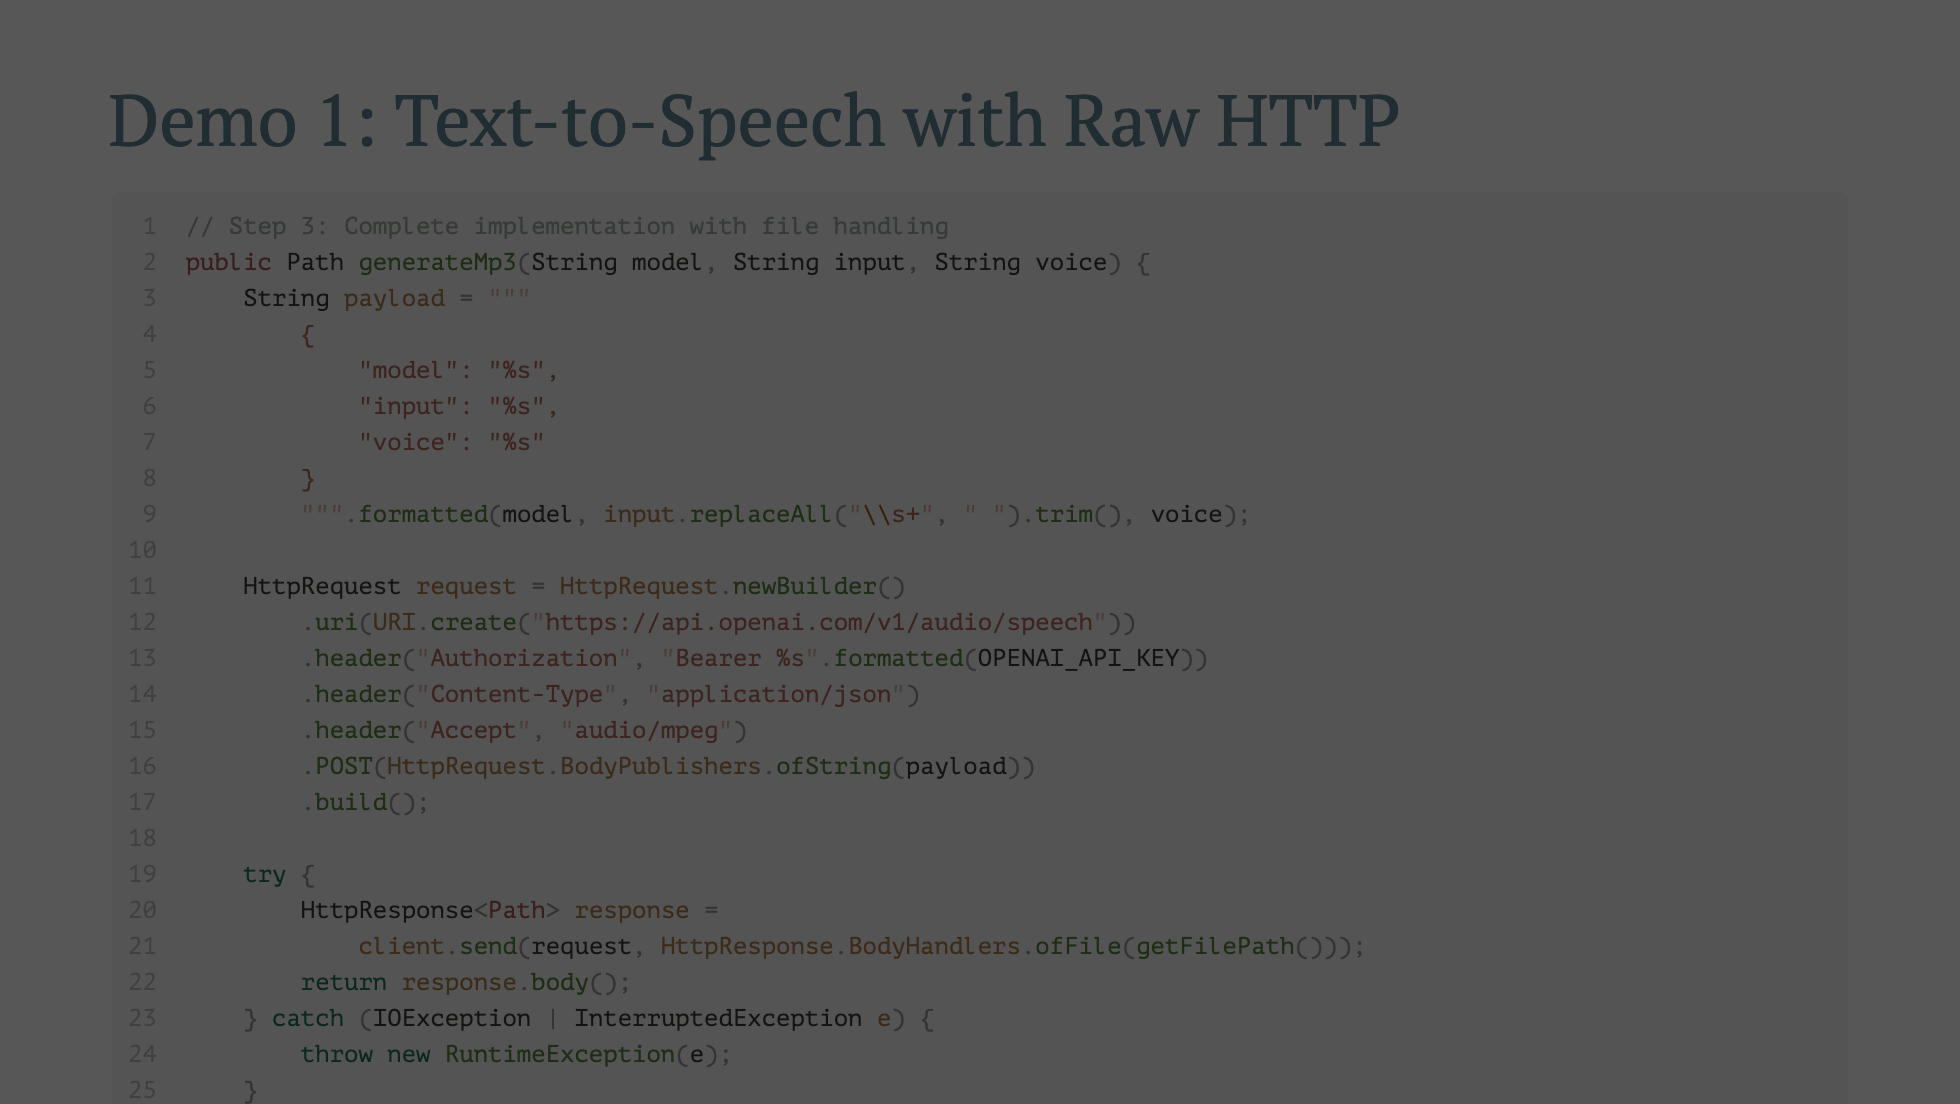 Demo 1: Text-to-Speech with Raw HTTP
1 // Step 3: Complete implementation with file handling
2 public Path generateMp3(String model, String input, String voice) {
3     String payload = """
4         {
5             "model": "%s",
6             "input": "%s",
7             "voice": "%s"
8         }
9         """.formatted(model, input.replaceAll("\\s+", " ").trim(), voice);
10
11     HttpRequest request = HttpRequest.newBuilder()
12         .uri(URI.create("https://api.openai.com/v1/audio/speech"))
13         .header("Authorization", "Bearer %s".formatted(OPENAI_API_KEY))
14         .header("Content-Type", "application/json")
15         .header("Accept", "audio/mpeg")
16         .POST(HttpRequest.BodyPublishers.ofString(payload))
17         .build();
18
19     try {
20         HttpResponse<Path> response =
21             client.send(request, HttpResponse.BodyHandlers.ofFile(getFilePath()));
22         return response.body();
23     } catch (IOException | InterruptedException e) {
24         throw new RuntimeException(e);
25     }